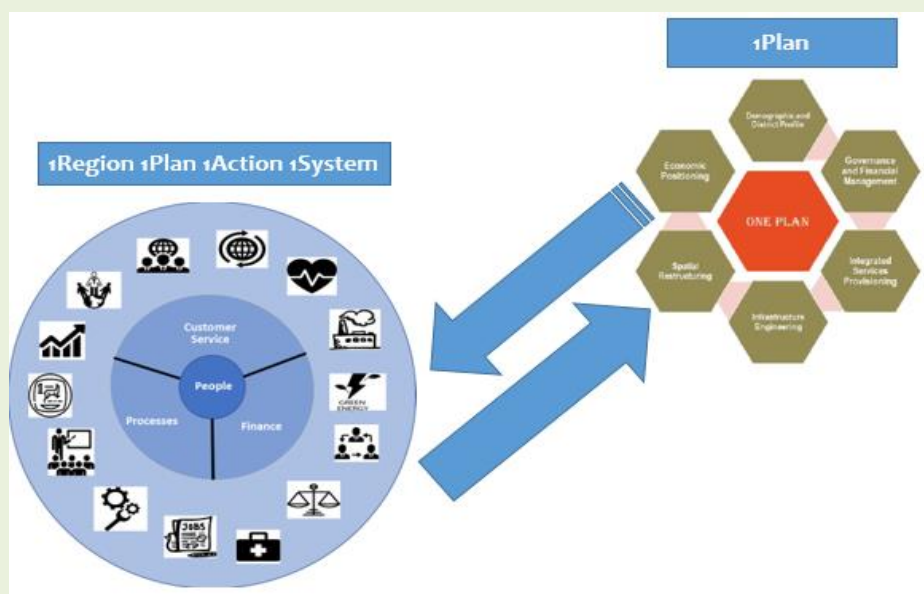 1Plan
1Region 1Plan 1Action 1System
Demographic and
District Profile
Economic
Positioning
Governance
and Financial
Management
ONE PLAN
Spatial
Restructuring
Integrated
Services
Provisioning
Infrastructure
Engineering
Customer
Service
People
Processes
Finance
GREEN
ENERGY
JOBS
1